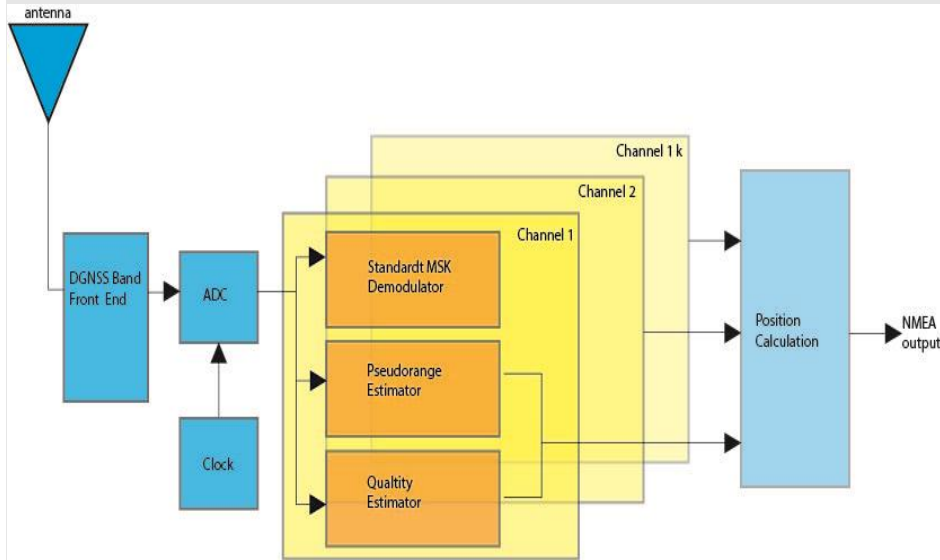 antenna
DGNSS Band
Front End
ADC
Clock
Channel 1 k
Channel 2
Channel 1
Standardt MSK
Demodulator
Pseudorange
Estimator
Qualtity
Estimator
Position
Calculation
NMEA
output